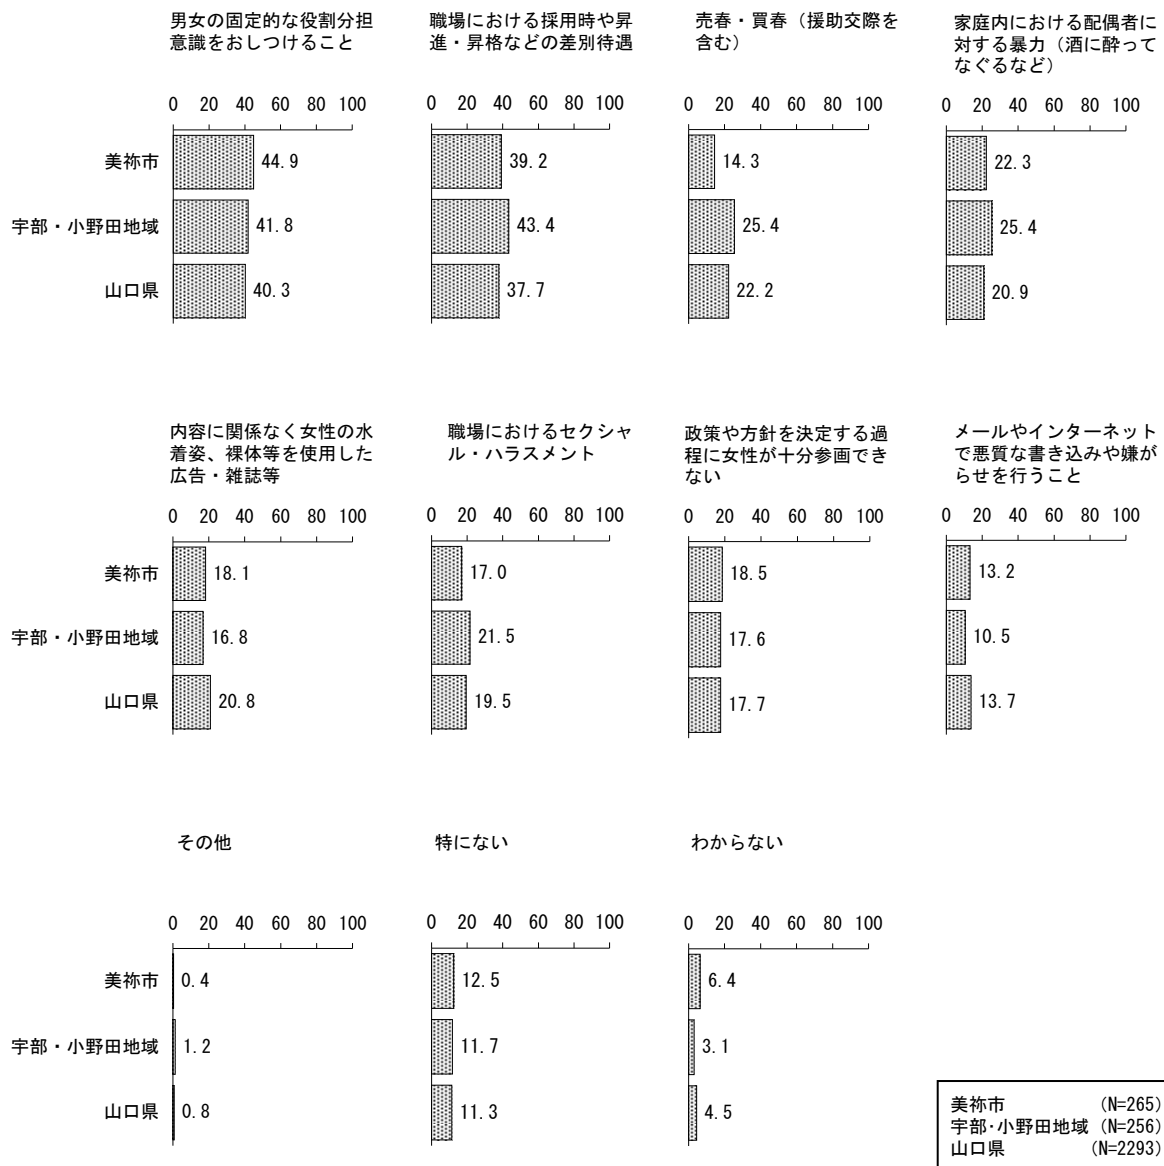 男女の固定的な役割分担
意識をおしつけること
0 20 40 60 80 100
美祢市 44.9
宇部・小野田地域 41.8
山口県 40.3
職場における採用時や昇
進・昇格などの差別待遇
0 20 40 60 80 100
39.2
43.4
37.7
売春・買春（援助交際を
含む）
0 20 40 60 80 100
14.3
25.4
22.2
家庭内における配偶者に
対する暴力（酒に酔って
なぐるなど）
0 20 40 60 80 100
22.3
25.4
20.9
内容に関係なく女性の水
着姿、裸体等を使用した
広告・雑誌等
0 20 40 60 80 100
美祢市 18.1
宇部・小野田地域 16.8
山口県 20.8
職場におけるセクシャ
ル・ハラスメント
0 20 40 60 80 100
17.0
21.5
19.5
政策や方針を決定する過
程に女性が十分参画でき
ない
0 20 40 60 80 100
18.5
17.6
17.7
メールやインターネット
で悪質な書き込みや嫌が
らせを行うこと
0 20 40 60 80 100
13.2
10.5
13.7
その他
0 20 40 60 80 100
美祢市 0.4
宇部・小野田地域 1.2
山口県 0.8
特にない
0 20 40 60 80 100
12.5
11.7
11.3
わからない
0 20 40 60 80 100
6.4
3.1
4.5
美祢市 (N=265)
宇部・小野田地域 (N=256)
山口県 (N=2293)